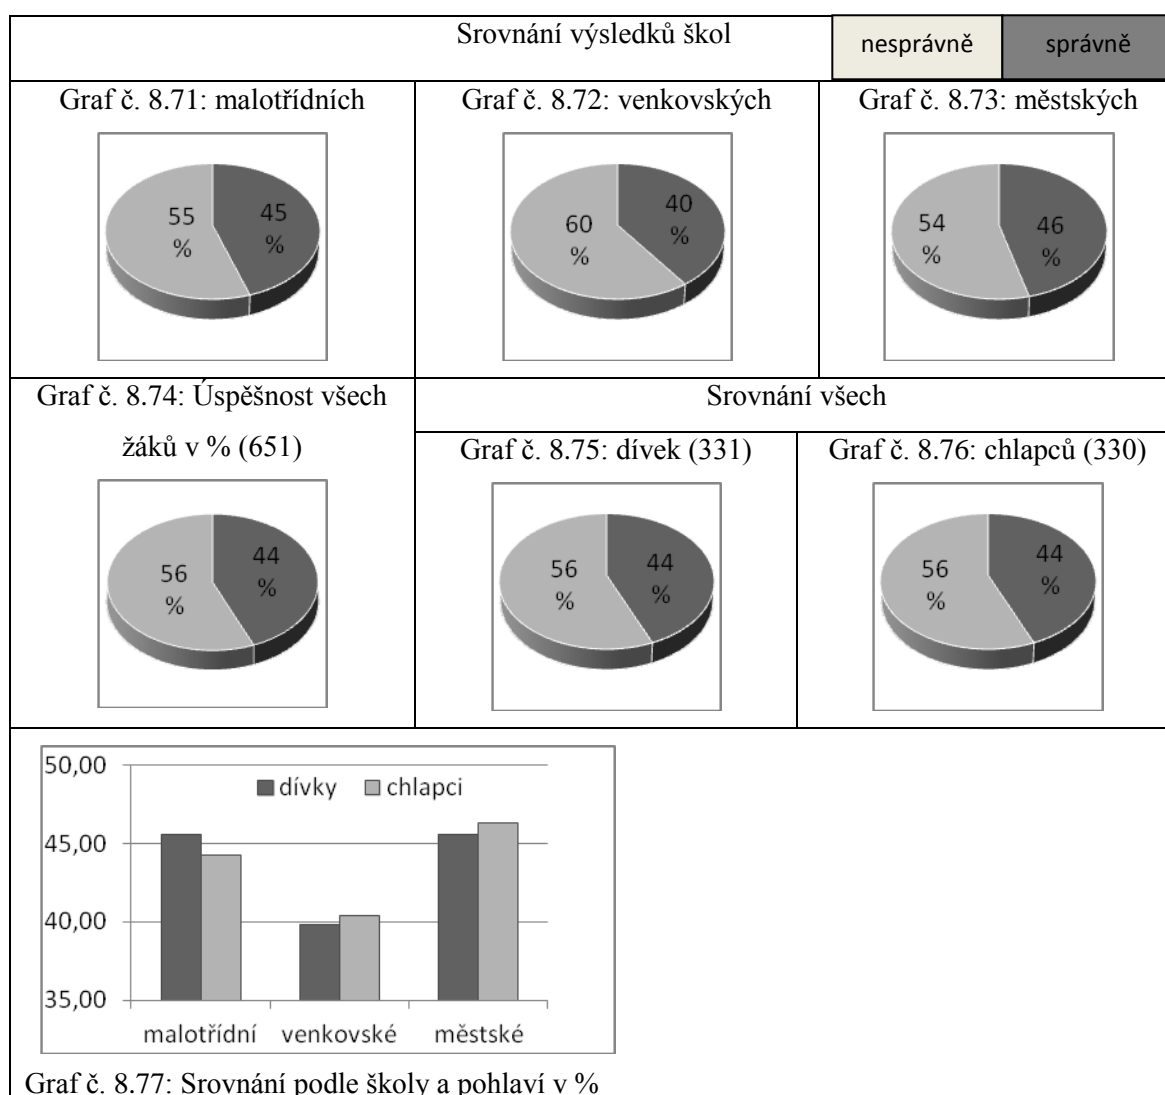 Srovnání výsledků škol
nesprávně
správně
Graf č. 8.71: malotřídních
Graf č. 8.72: venkovských
Graf č. 8.73: městských
55
%
45
%
60
%
40
%
54
%
46
%
Graf č. 8.74: Úspěšnost všech
žáků v % (651)
Srovnání všech
Graf č. 8.75: dívek (331)
Graf č. 8.76: chlapců (330)
56
%
44
%
56
%
44
%
56
%
44
%
50,00
45,00
40,00
35,00
dívky
chlapci
malotřídní
venkovské
městské
Graf č. 8.77: Srovnání podle školy a pohlaví v %